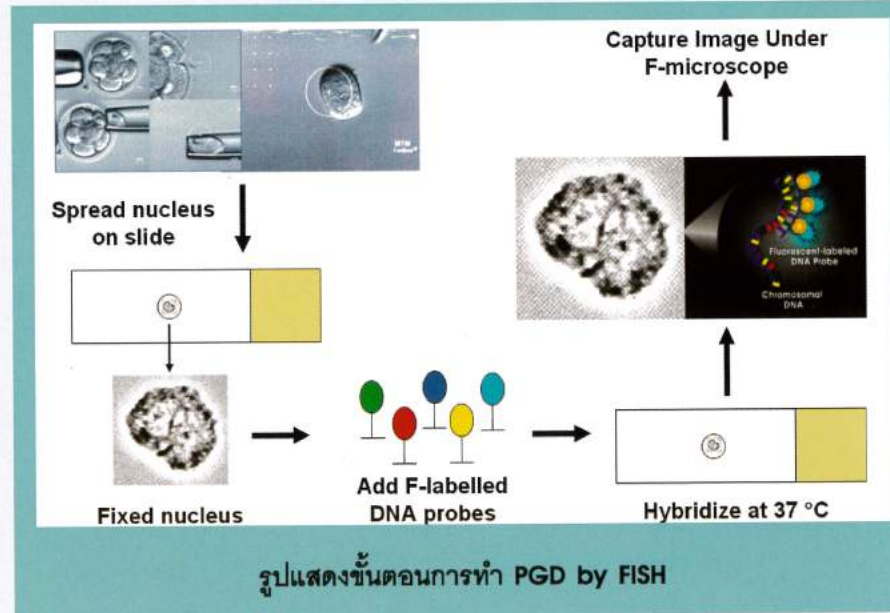 Spread nucleus
on slide
Fixed nucleus
Add F-labelled
DNA probes
Hybridize at 37 °C
Fluorescent-labeled
DNA Probe
Chromosomal
DNA
Capture Image Under
F-microscope
รูปแสดงขั้นตอนการทำ PGD by FISH